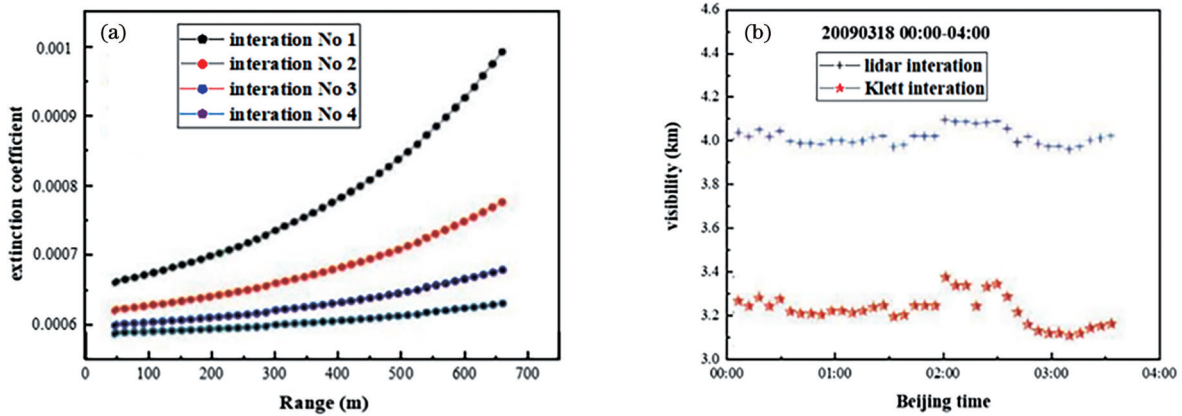 (a)
interation No 1
interation No 2
interation No 3
interation No 4
0.001
0.0009
0.0008
0.0007
0.0006
extinction coefficient
0 100 200 300 400 500 600 700
Range (m)
(b)
20090318 00:00-04:00
lidar interation
Klett interation
4.6
4.4
4.2
4.0
3.8
3.6
3.4
3.2
3.0
visibility (km)
00:00 01:00 02:00 03:00 04:00
Beijing time